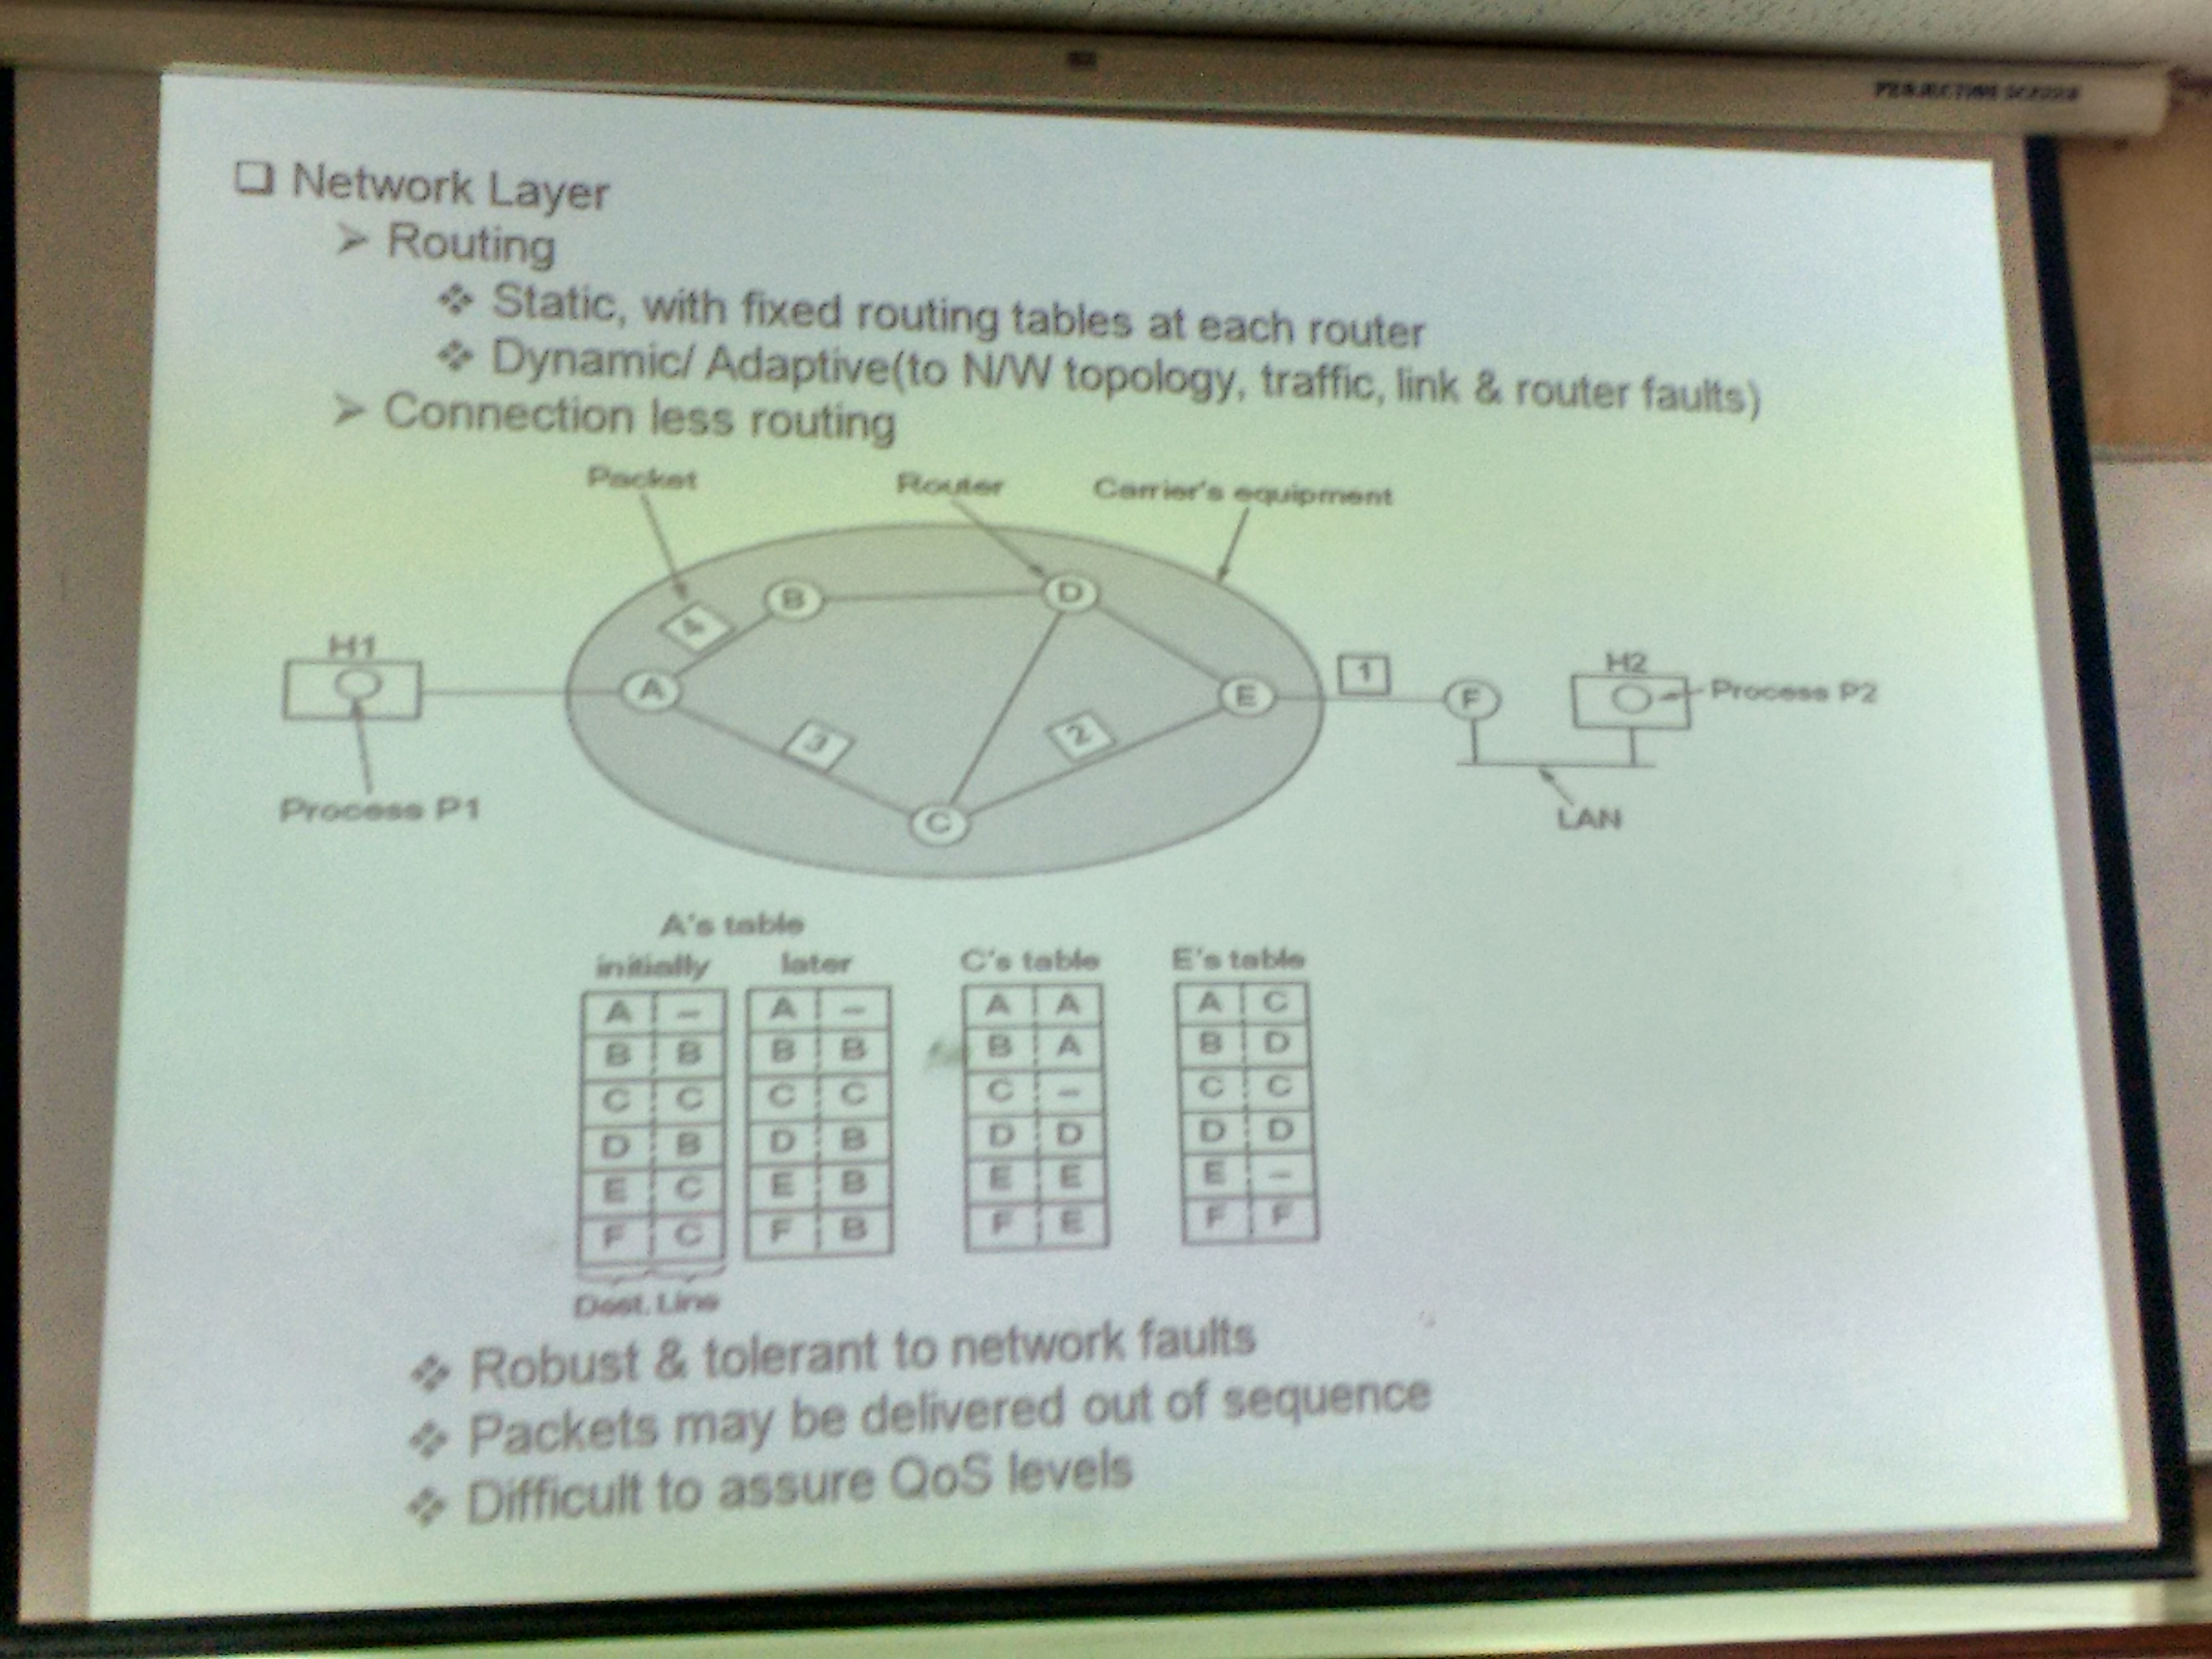 PROJECTING SCREEN
❑ Network Layer
➢ Routing
❖ Static, with fixed routing tables at each router
❖ Dynamic/ Adaptive(to N/W topology, traffic, link & router faults)
➢ Connection less routing
Packet Router Carrier's equipment
B D
4
H1 H2
A E 1 F Process P2
3 2
Process P1 C LAN
A's table
initially later C's table E's table
A – A – A A A C
B B B B B A B D
C C C C C – C C
D B D B D D D D
E C E B E E E –
F C F B F E F F
Dest. Line
❖ Robust & tolerant to network faults
❖ Packets may be delivered out of sequence
❖ Difficult to assure QoS levels